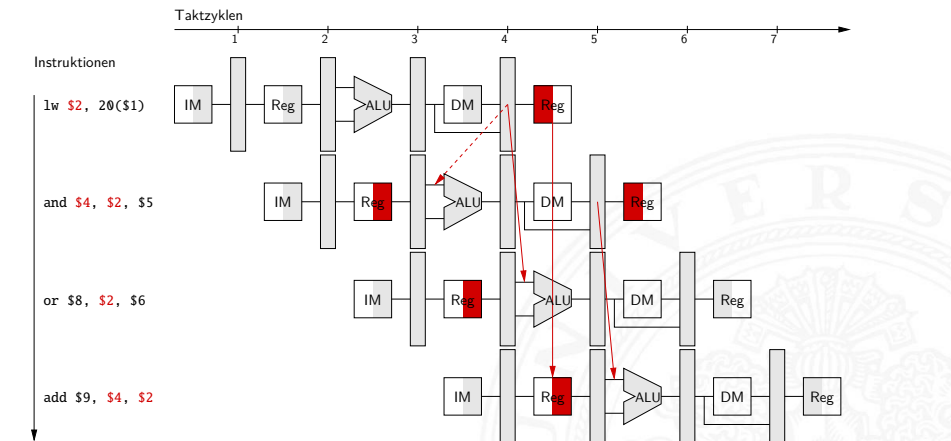 Taktzyklen
1 2 3 4 5 6 7
Instruktionen
lw $2, 20($1) IM Reg ALU DM Reg
and $4, $2, $5 IM Reg ALU DM Reg
or $8, $2, $6 IM Reg ALU DM Reg
add $9, $4, $2 IM Reg ALU DM Reg
V E R S